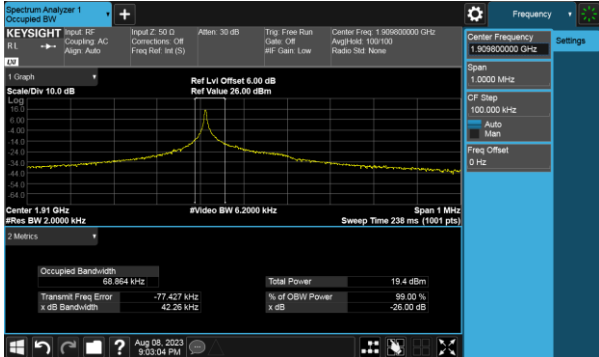 Spectrum Analyzer 1
Occupied BW
+
Frequency
KEYSIGHT
Input: RF
Input Z: 50 Ω
Atten: 30 dB
Trig: Free Run
Center Freq: 1.909800000 GHz
RL
Coupling: AC
Corrections: Off
Gate: Off
Avg|Hold: 100/100
Align: Auto
Freq Ref: Int (S)
#IF Gain: Low
Radio Std: None
LXI
Center Frequency
1.909800000 GHz
Settings
Span
1.0000 MHz
CF Step
100.000 kHz
Auto
Man
Freq Offset
0 Hz
1 Graph
Ref Lvl Offset 6.00 dB
Scale/Div 10.0 dB
Ref Value 26.00 dBm
Log
16.0
6.00
-4.00
-14.0
-24.0
-34.0
-44.0
-54.0
-64.0
Center 1.91 GHz
#Video BW 6.2000 kHz
Span 1 MHz
#Res BW 2.0000 kHz
Sweep Time 238 ms (1001 pts)
2 Metrics
Occupied Bandwidth
68.864 kHz
Total Power
19.4 dBm
Transmit Freq Error
-77.427 kHz
% of OBW Power
99.00 %
x dB Bandwidth
42.26 kHz
x dB
-26.00 dB
?
Aug 08, 2023
9:03:04 PM